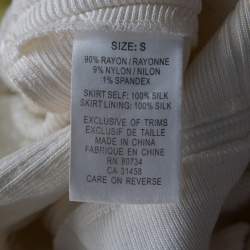 SIZE: S
90% RAYON / RAYONNE
9% NYLON / NILON
1% SPANDEX
SKIRT SELF: 100% SILK
SKIRT LINING: 100% SILK
EXCLUSIVE OF TRIMS
EXCLUSIF DE TAILLE
MADE IN CHINA
FABRIQUE EN CHINE
RN 80734
CA 31458
CARE ON REVERSE